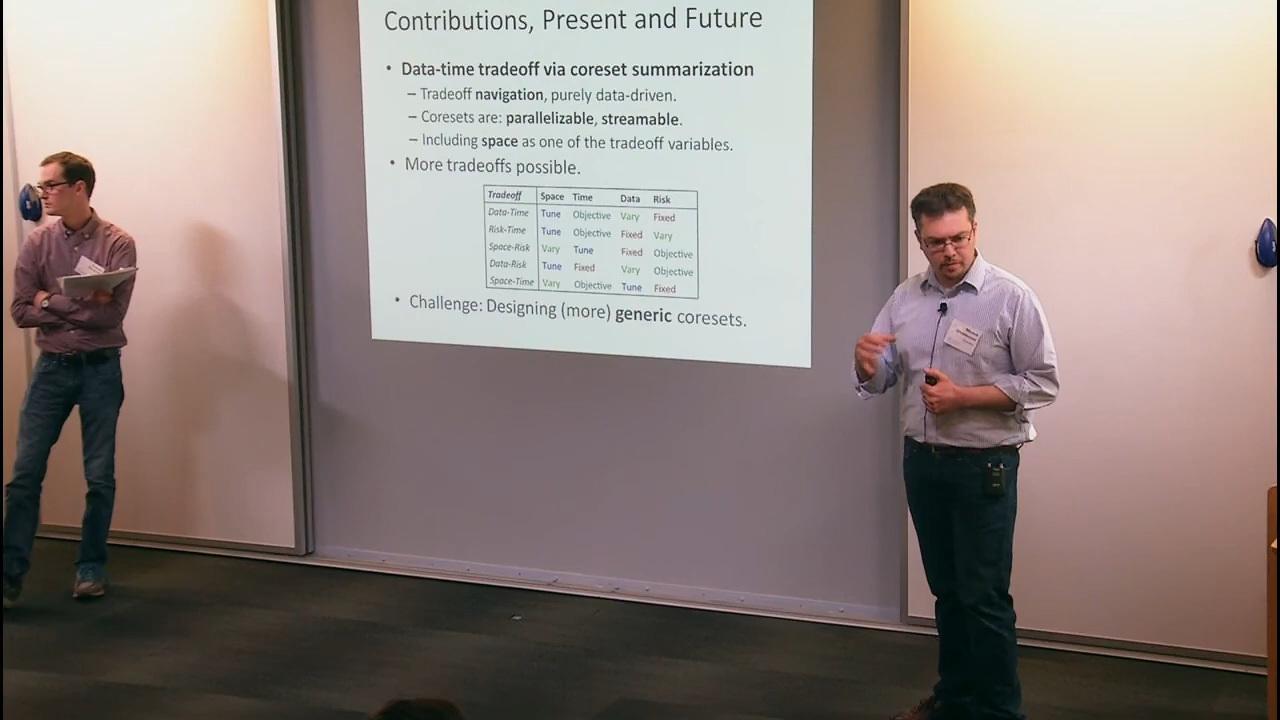 Contributions, Present and Future
• Data-time tradeoff via coreset summarization
– Tradeoff navigation, purely data-driven.
– Coresets are: parallelizable, streamable.
– Including space as one of the tradeoff variables.
• More tradeoffs possible.
Tradeoff Space Time Data Risk
Data-Time Tune Objective Vary Fixed
Risk-Time Tune Objective Fixed Vary
Space-Risk Vary Tune Fixed Objective
Data-Risk Tune Fixed Vary Objective
Space-Time Vary Objective Tune Fixed
• Challenge: Designing (more) generic coresets.